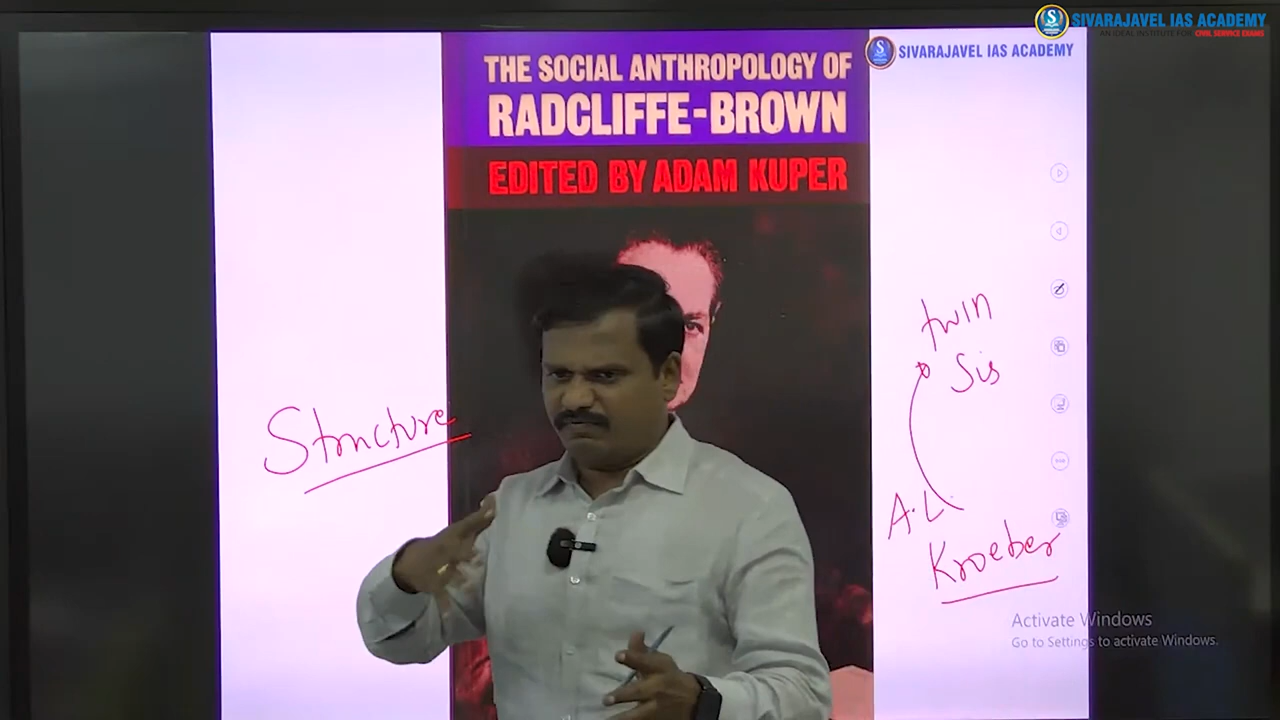 SIVARAJAVEL IAS ACADEMY
AN IDEAL INSTITUTE FOR CIVIL SERVICE EXAMS
SIVARAJAVEL IAS ACADEMY
THE SOCIAL ANTHROPOLOGY OF
RADCLIFFE-BROWN
EDITED BY ADAM KUPER
Structure
twin
Sis
A.L
Kroeber
Activate Windows
Go to Settings to activate Windows.